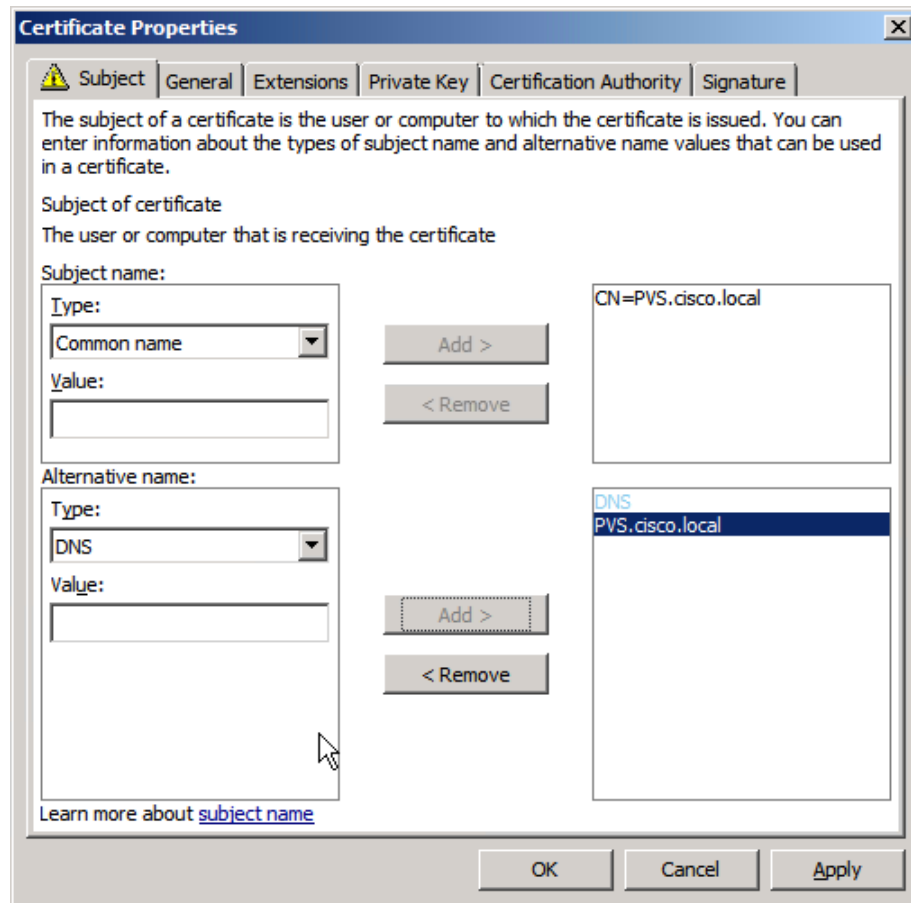 Certificate Properties
Subject General Extensions Private Key Certification Authority Signature
The subject of a certificate is the user or computer to which the certificate is issued. You can
enter information about the types of subject name and alternative name values that can be used
in a certificate.
Subject of certificate
The user or computer that is receiving the certificate
Subject name:
Type:
Common name
Value:
Add >
< Remove
CN=PVS.cisco.local
Alternative name:
Type:
DNS
Value:
Add >
< Remove
DNS
PVS.cisco.local
Learn more about subject name
OK Cancel Apply